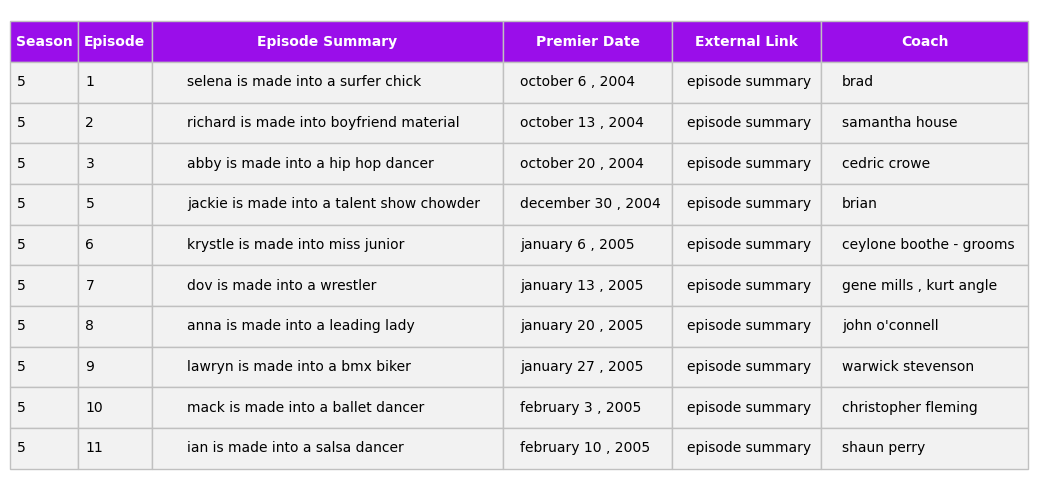 Season Episode Episode Summary Premier Date External Link Coach
5 1 selena is made into a surfer chick october 6 , 2004 episode summary brad
5 2 richard is made into boyfriend material october 13 , 2004 episode summary samantha house
5 3 abby is made into a hip hop dancer october 20 , 2004 episode summary cedric crowe
5 5 jackie is made into a talent show chowder december 30 , 2004 episode summary brian
5 6 krystle is made into miss junior january 6 , 2005 episode summary ceylone boothe - grooms
5 7 dov is made into a wrestler january 13 , 2005 episode summary gene mills , kurt angle
5 8 anna is made into a leading lady january 20 , 2005 episode summary john o'connell
5 9 lawryn is made into a bmx biker january 27 , 2005 episode summary warwick stevenson
5 10 mack is made into a ballet dancer february 3 , 2005 episode summary christopher fleming
5 11 ian is made into a salsa dancer february 10 , 2005 episode summary shaun perry